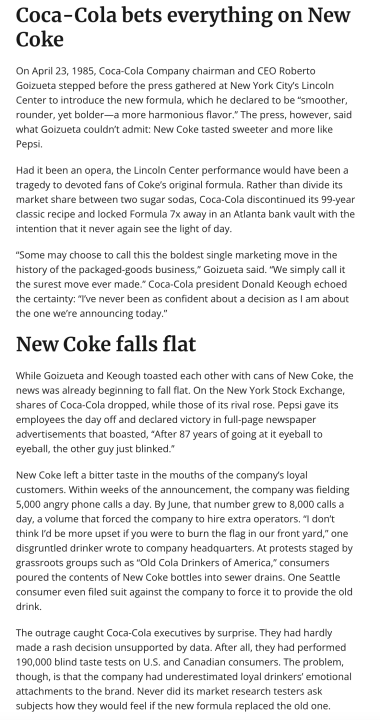 Coca-Cola bets everything on New
Coke
On April 23, 1985, Coca-Cola Company chairman and CEO Roberto
Goizueta stepped before the press gathered at New York City’s Lincoln
Center to introduce the new formula, which he declared to be “smoother,
rounder, yet bolder—a more harmonious flavor.” The press, however, said
what Goizueta couldn’t admit: New Coke tasted sweeter and more like
Pepsi.
Had it been an opera, the Lincoln Center performance would have been a
tragedy to devoted fans of Coke’s original formula. Rather than divide its
market share between two sugar sodas, Coca-Cola discontinued its 99-year
classic recipe and locked Formula 7x away in an Atlanta bank vault with the
intention that it never again see the light of day.
“Some may choose to call this the boldest single marketing move in the
history of the packaged-goods business,” Goizueta said. “We simply call it
the surest move ever made.” Coca-Cola president Donald Keough echoed
the certainty: “I’ve never been as confident about a decision as I am about
the one we’re announcing today.”
New Coke falls flat
While Goizueta and Keough toasted each other with cans of New Coke, the
news was already beginning to fall flat. On the New York Stock Exchange,
shares of Coca-Cola dropped, while those of its rival rose. Pepsi gave its
employees the day off and declared victory in full-page newspaper
advertisements that boasted, “After 87 years of going at it eyeball to
eyeball, the other guy just blinked.”
New Coke left a bitter taste in the mouths of the company’s loyal
customers. Within weeks of the announcement, the company was fielding
5,000 angry phone calls a day. By June, that number grew to 8,000 calls a
day, a volume that forced the company to hire extra operators. “I don’t
think I’d be more upset if you were to burn the flag in our front yard,” one
disgruntled drinker wrote to company headquarters. At protests staged by
grassroots groups such as “Old Cola Drinkers of America,” consumers
poured the contents of New Coke bottles into sewer drains. One Seattle
consumer even filed suit against the company to force it to provide the old
drink.
The outrage caught Coca-Cola executives by surprise. They had hardly
made a rash decision unsupported by data. After all, they had performed
190,000 blind taste tests on U.S. and Canadian consumers. The problem,
though, is that the company had underestimated loyal drinkers’ emotional
attachments to the brand. Never did its market research testers ask
subjects how they would feel if the new formula replaced the old one.